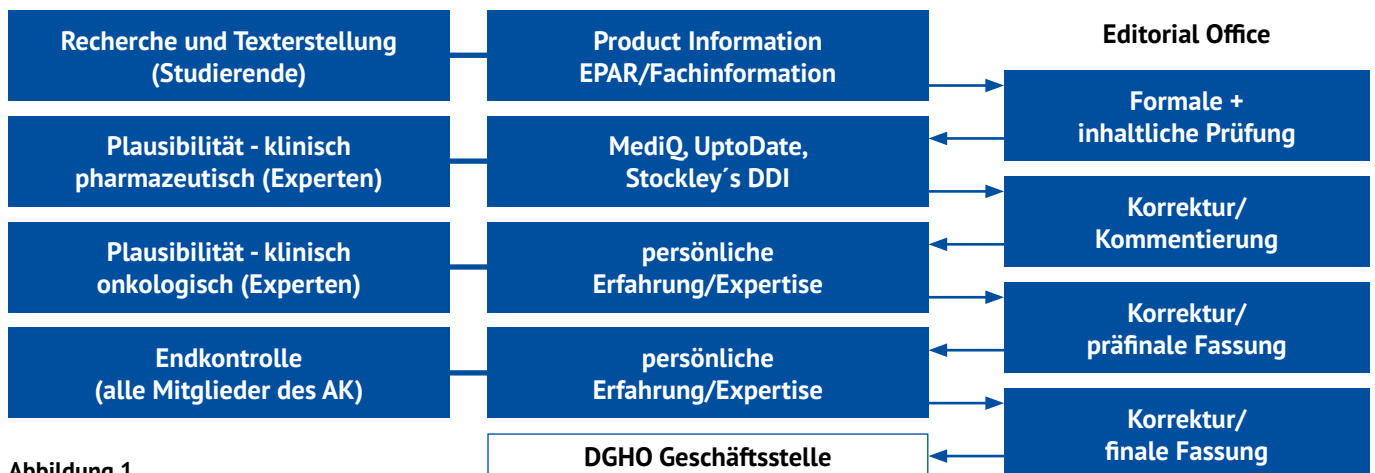 Recherche und Texterstellung
(Studierende)
Product Information
EPAR/Fachinformation
Editorial Office
Formale +
inhaltliche Prüfung
Plausibilität - klinisch
pharmazeutisch (Experten)
MediQ, UptoDate,
Stockley´s DDI
Korrektur/
Kommentierung
Plausibilität - klinisch
onkologisch (Experten)
persönliche
Erfahrung/Expertise
Korrektur/
präfinale Fassung
Endkontrolle
(alle Mitglieder des AK)
persönliche
Erfahrung/Expertise
Korrektur/
finale Fassung
DGHO Geschäftsstelle
Abbildung 1